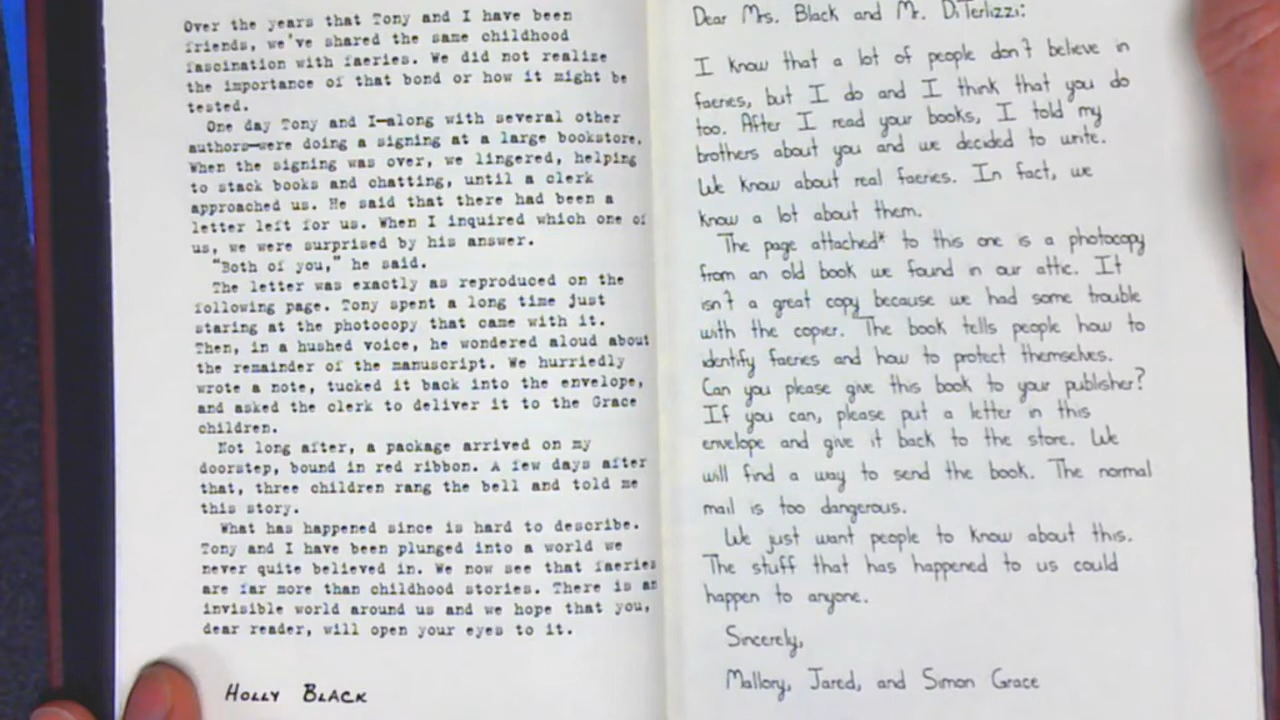 Over the years that Tony and I have been
friends, we've shared the same childhood
fascination with faeries. We did not realize
the importance of that bond or how it might be
tested.
One day Tony and I—along with several other
authors—were doing a signing at a large bookstore.
When the signing was over, we lingered, helping
to stack books and chatting, until a clerk
approached us. He said that there had been a
letter left for us. When I inquired which one of
us, we were surprised by his answer.
"Both of you," he said.
The letter was exactly as reproduced on the
following page. Tony spent a long time just
staring at the photocopy that came with it.
Then, in a hushed voice, he wondered aloud about
the remainder of the manuscript. We hurriedly
wrote a note, tucked it back into the envelope,
and asked the clerk to deliver it to the Grace
children.
Not long after, a package arrived on my
doorstep, bound in red ribbon. A few days after
that, three children rang the bell and told me
this story.
What has happened since is hard to describe.
Tony and I have been plunged into a world we
never quite believed in. We now see that faeries
are far more than childhood stories. There is an
invisible world around us and we hope that you,
dear reader, will open your eyes to it.
HOLLY BLACK
Dear Mrs. Black and Mr. DiTerlizzi:
I know that a lot of people don't believe in
faeries, but I do and I think that you do
too. After I read your books, I told my
brothers about you and we decided to write.
We know about real faeries. In fact, we
know a lot about them.
The page attached* to this one is a photocopy
from an old book we found in our attic. It
isn't a great copy because we had some trouble
with the copier. The book tells people how to
identify faeries and how to protect themselves.
Can you please give this book to your publisher?
If you can, please put a letter in this
envelope and give it back to the store. We
will find a way to send the book. The normal
mail is too dangerous.
We just want people to know about this.
The stuff that has happened to us could
happen to anyone.
Sincerely,
Mallory, Jared, and Simon Grace